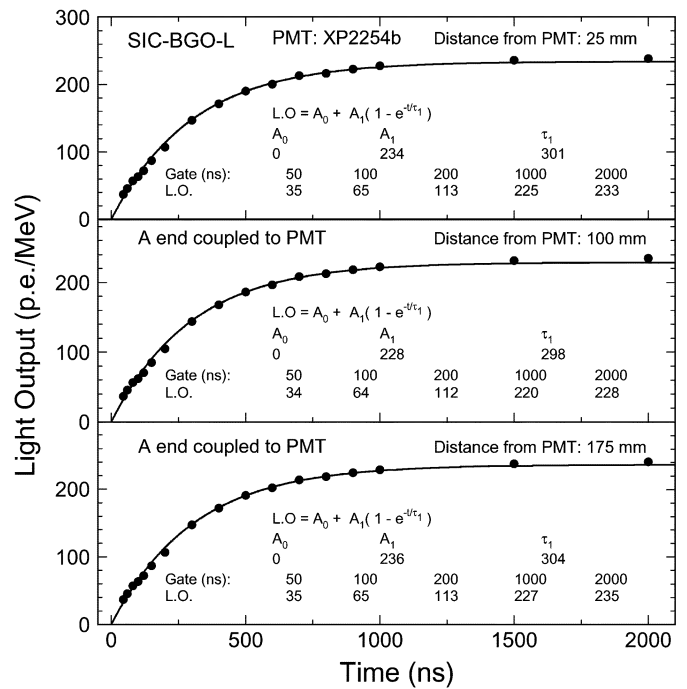 Light Output (p.e./MeV)
300
SIC-BGO-L PMT: XP2254b Distance from PMT: 25 mm
200
L.O = A0 + A1( 1 - e-t/τ1 )
A0 A1 τ1
0 234 301
100
Gate (ns): 50 100 200 1000 2000
L.O. 35 65 113 225 233
0
A end coupled to PMT Distance from PMT: 100 mm
200
L.O = A0 + A1( 1 - e-t/τ1 )
A0 A1 τ1
0 228 298
100
Gate (ns): 50 100 200 1000 2000
L.O. 34 64 112 220 228
0
A end coupled to PMT Distance from PMT: 175 mm
200
L.O = A0 + A1( 1 - e-t/τ1 )
A0 A1 τ1
0 236 304
100
Gate (ns): 50 100 200 1000 2000
L.O. 35 65 113 227 235
0
0 500 1000 1500 2000
Time (ns)